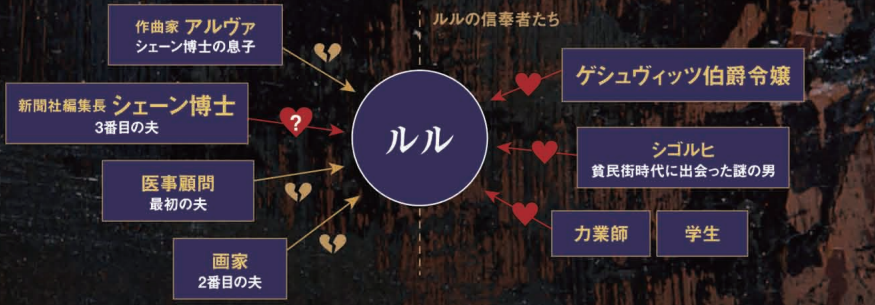 作曲家 アルヴァ
シェーン博士の息子
新聞社編集長 シェーン博士
3番目の夫
?
医事顧問
最初の夫
画家
2番目の夫
ルル
ルルの信奉者たち
ゲシュヴィッツ伯爵令嬢
シゴルヒ
貧民街時代に出会った謎の男
力業師
学生